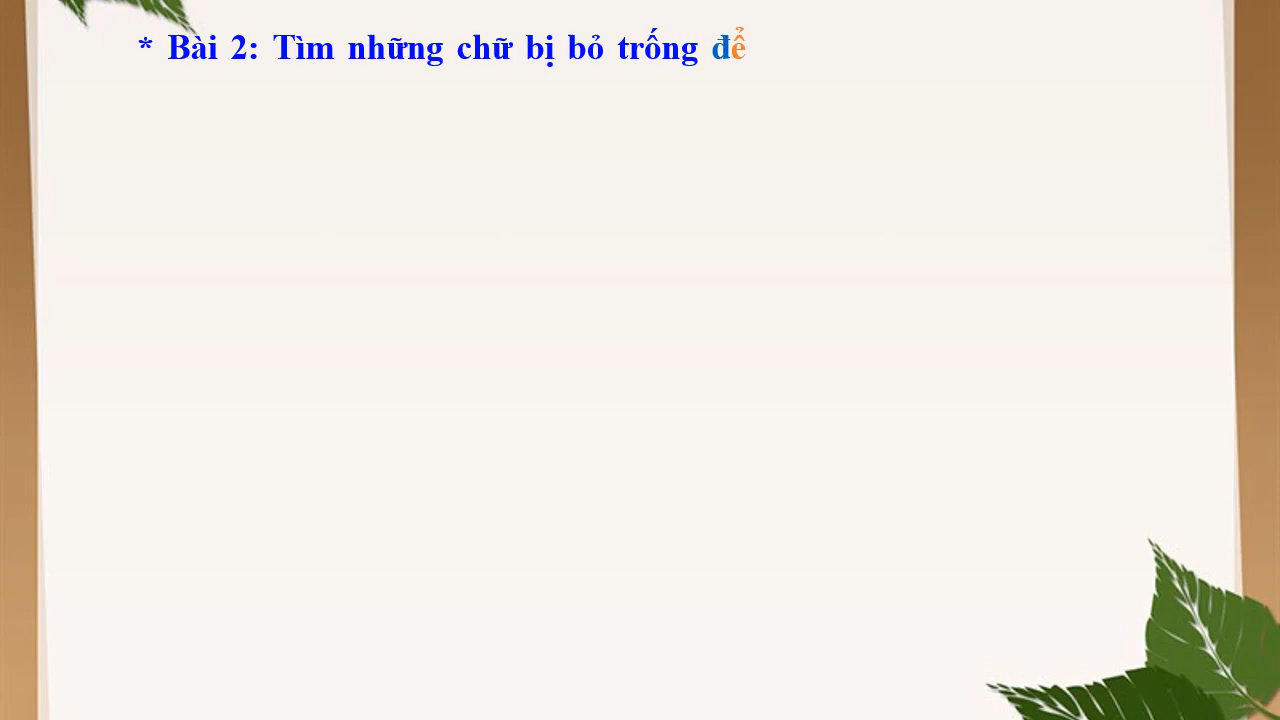 * Bài 2: Tìm những chữ bị bỏ trống để